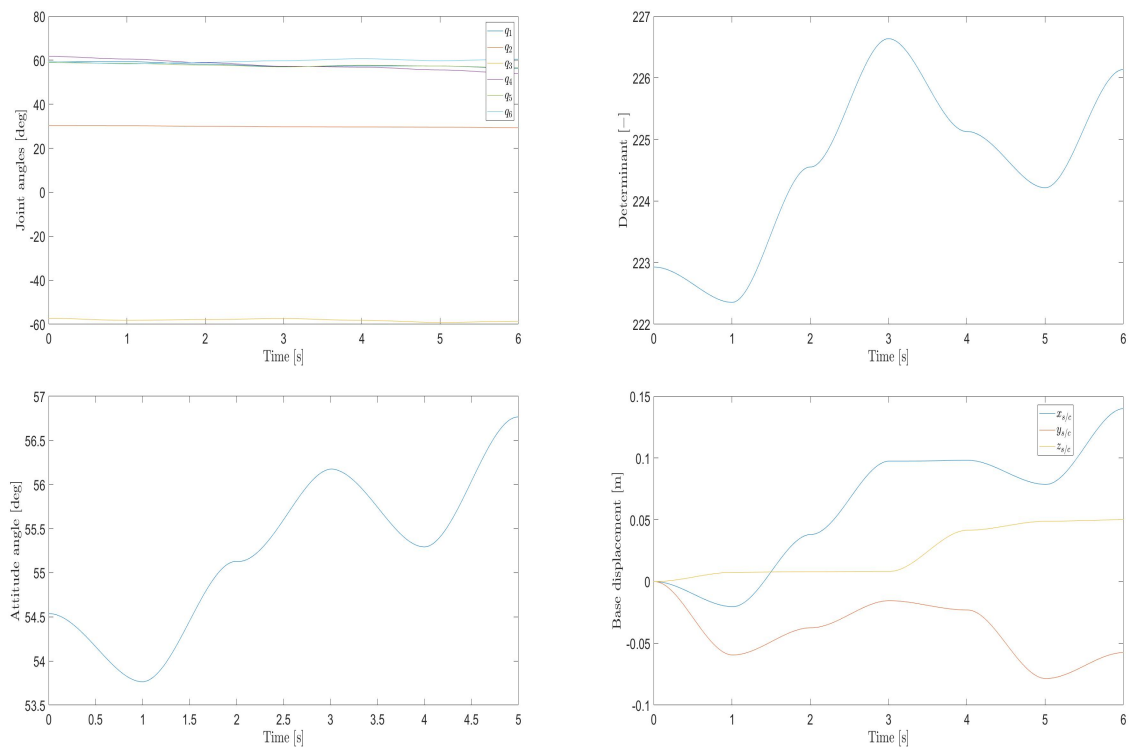 80
60
40
20
0
-20
-40
-60
Joint angles [deg]
q1
q2
q3
q4
q5
q6
0 1 2 3 4 5 6
Time [s]
227
226
225
224
223
222
Determinant [−]
0 1 2 3 4 5 6
Time [s]
57
56.5
56
55.5
55
54.5
54
53.5
Attitude angle [deg]
0 0.5 1 1.5 2 2.5 3 3.5 4 4.5 5
Time [s]
0.15
0.1
0.05
0
-0.05
-0.1
Base displacement [m]
x_s/c
y_s/c
z_s/c
0 1 2 3 4 5 6
Time [s]